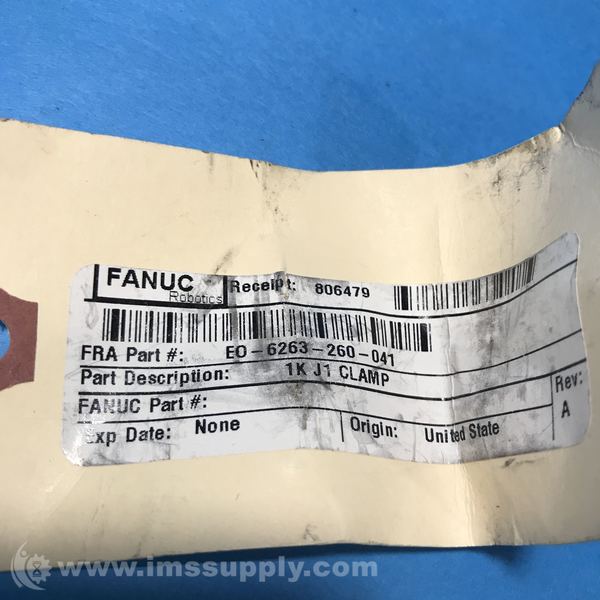 FANUC
Robotics
Receipt: 806479
FRA Part #: EO-6263-260-041
Part Description: 1K J1 CLAMP
FANUC Part #:
Exp Date: None
Origin: United State
Rev:
A
www.imssupply.com